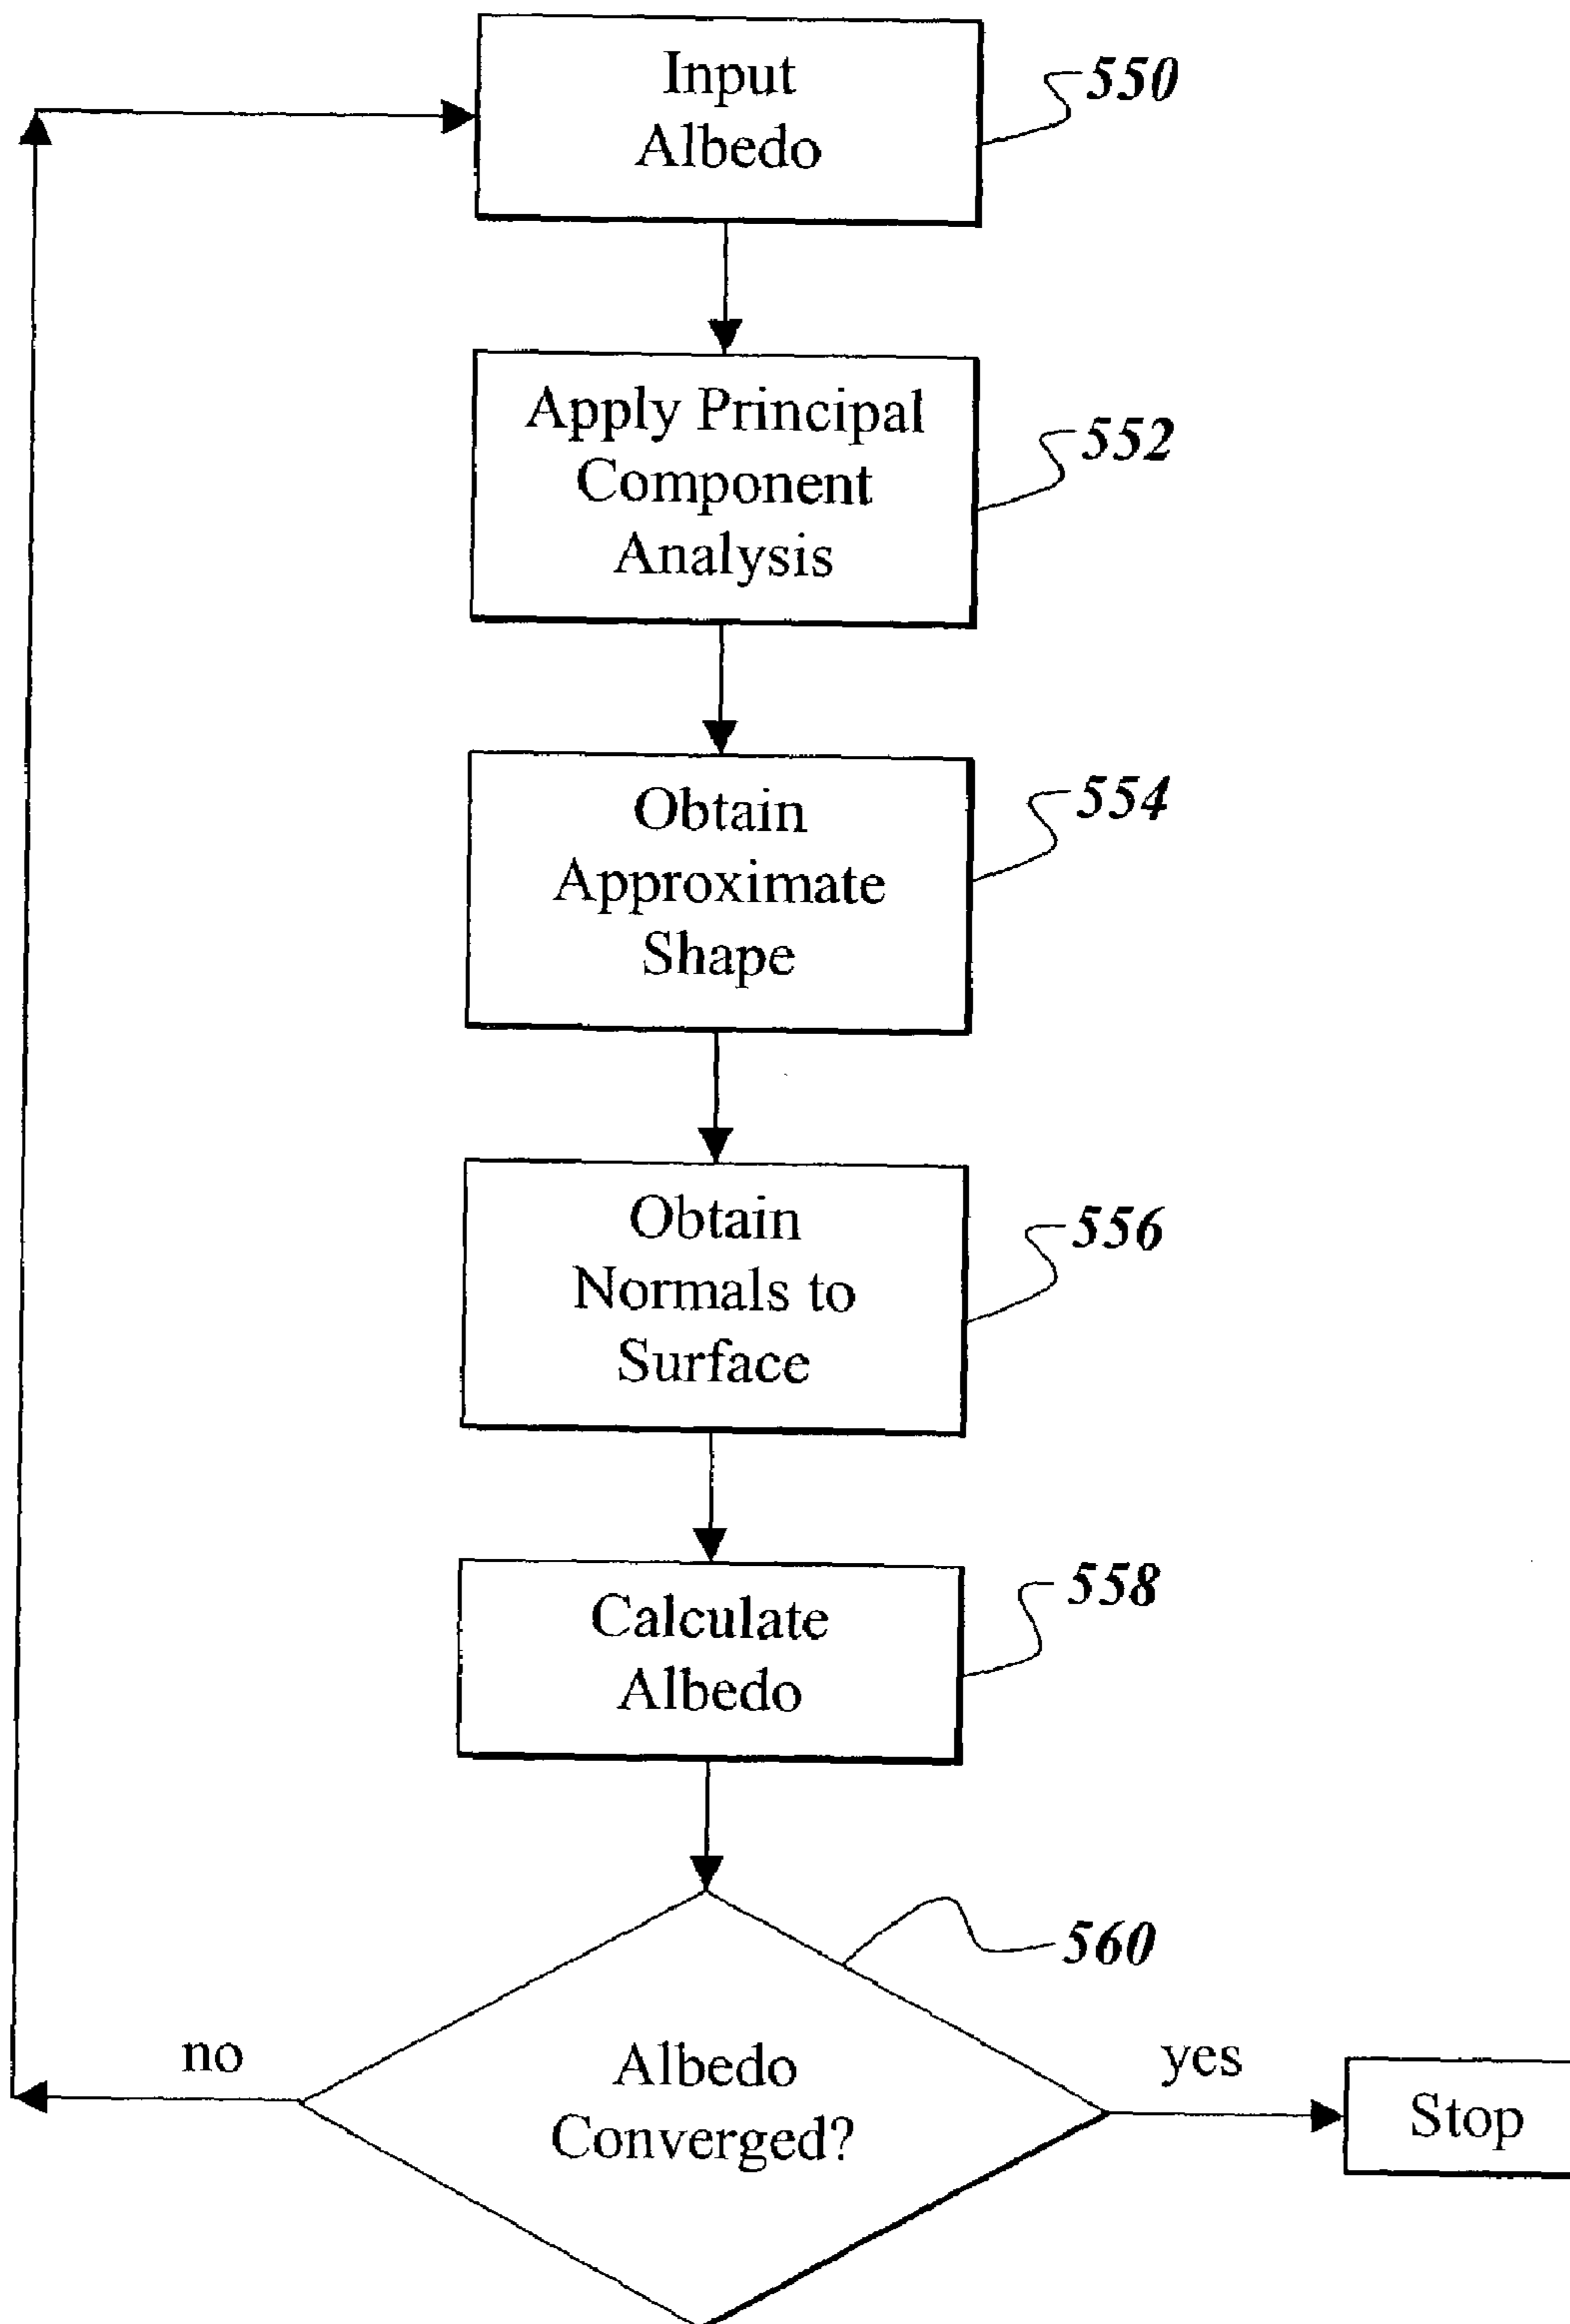 Input
Albedo
550
Apply Principal
Component
Analysis
552
Obtain
Approximate
Shape
554
Obtain
Normals to
Surface
556
Calculate
Albedo
558
560
no
Albedo
Converged?
yes
Stop